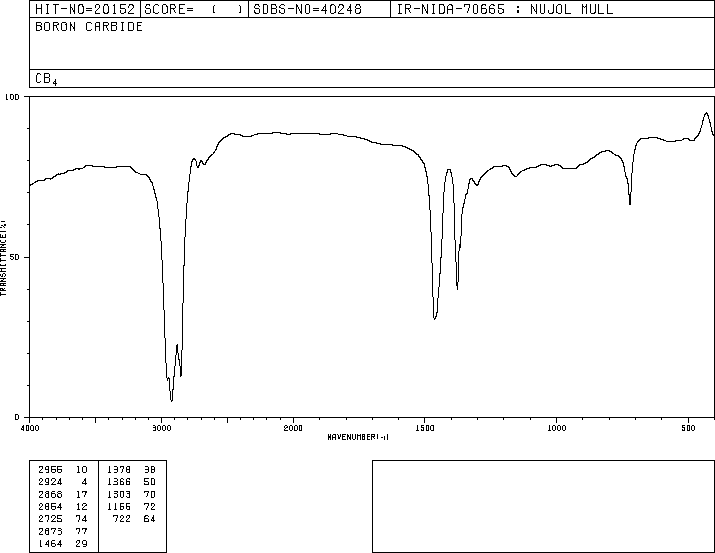 HIT-NO=20152 SCORE= ( ) SDBS-NO=40248 IR-NIDA-70665 : NUJOL MULL
BORON CARBIDE
CB4
100
TRANSMITTANCE(%)
50
0
4000 3000 2000 1500 1000 500
WAVENUMBER(-1)
2955 10 1378 38
2924 4 1366 50
2868 17 1303 70
2854 12 1155 72
2725 74 722 64
2673 77
1464 29